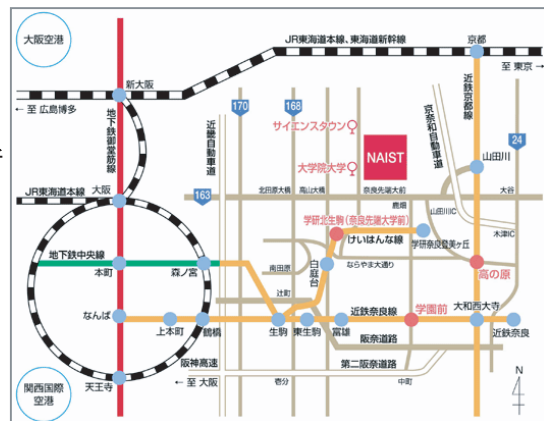 大阪空港
JR東海道本線、東海道新幹線
京都
至 東京 →
新大阪
← 至 広島博多
地下鉄御堂筋線
近畿自動車道
170
168
サイエンスタウン
大学院大学
NAIST
近鉄京都線
京奈和自動車道
24
山田川
JR東海道本線
大阪
163
北田原大橋
高山大橋
奈良先端大前
大谷
鹿畑
山田川IC
木津IC
学研北生駒(奈良先端大学前)
けいはんな線
学研奈良登美ヶ丘
地下鉄中央線
本町
森ノ宮
南田原
白庭台
ならやま大通り
高の原
辻町
なんば
上本町
鶴橋
生駒
東生駒
富雄
近鉄奈良線
学園前
大和西大寺
近鉄奈良
阪奈道路
阪神高速
第二阪奈道路
← 至 大阪
壱分
中町
天王寺
関西国際
空港
N